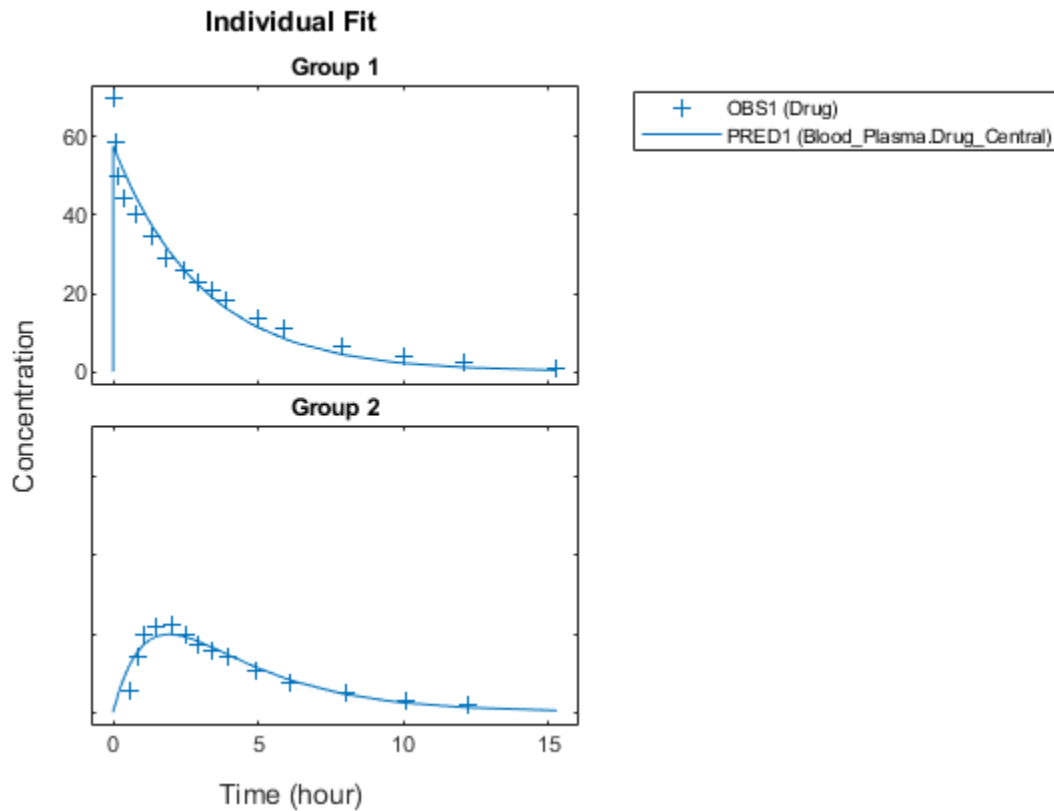 Individual Fit
Group 1
OBS1 (Drug)
PRED1 (Blood_Plasma.Drug_Central)
60
40
20
0
Concentration
Group 2
0
5
10
15
Time (hour)